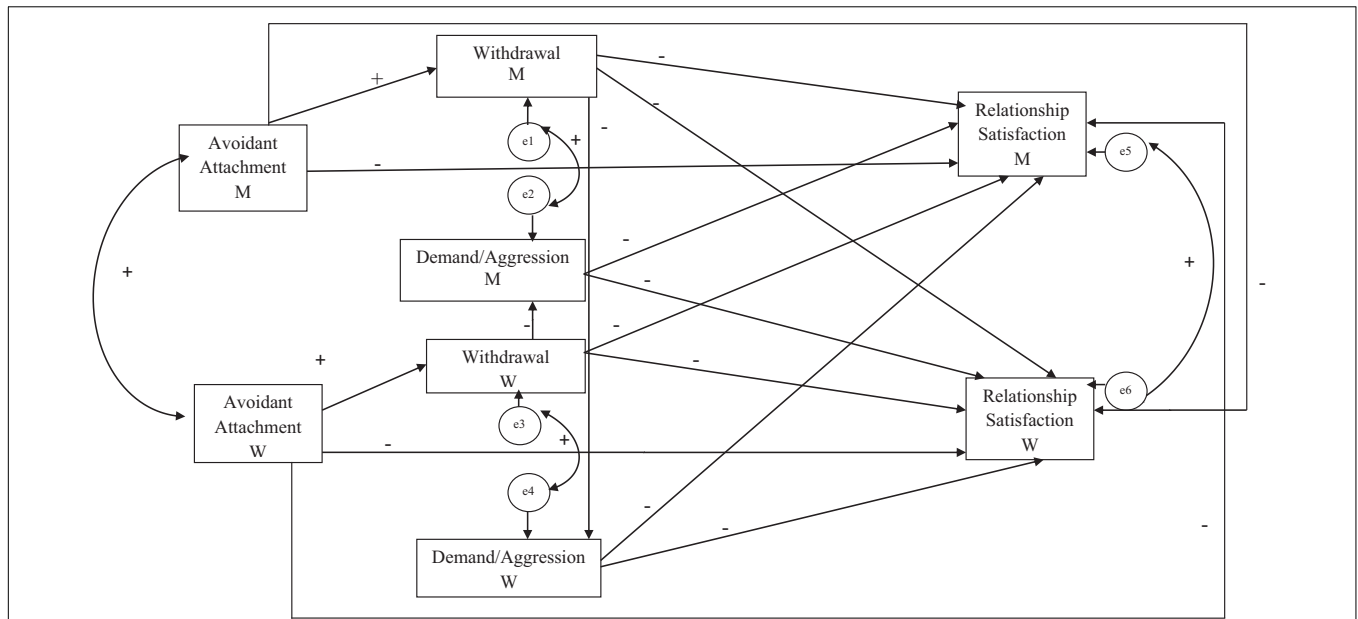 Withdrawal
M
-
+
-
Relationship
Satisfaction
M
Avoidant
Attachment
M
e1
+
-
e5
-
e2
-
Demand/Aggression
M
-
+
+
-
-
-
Withdrawal
W
+
-
e6
Avoidant
Attachment
W
Relationship
Satisfaction
W
e3
-
+
e4
-
-
-
Demand/Aggression
W